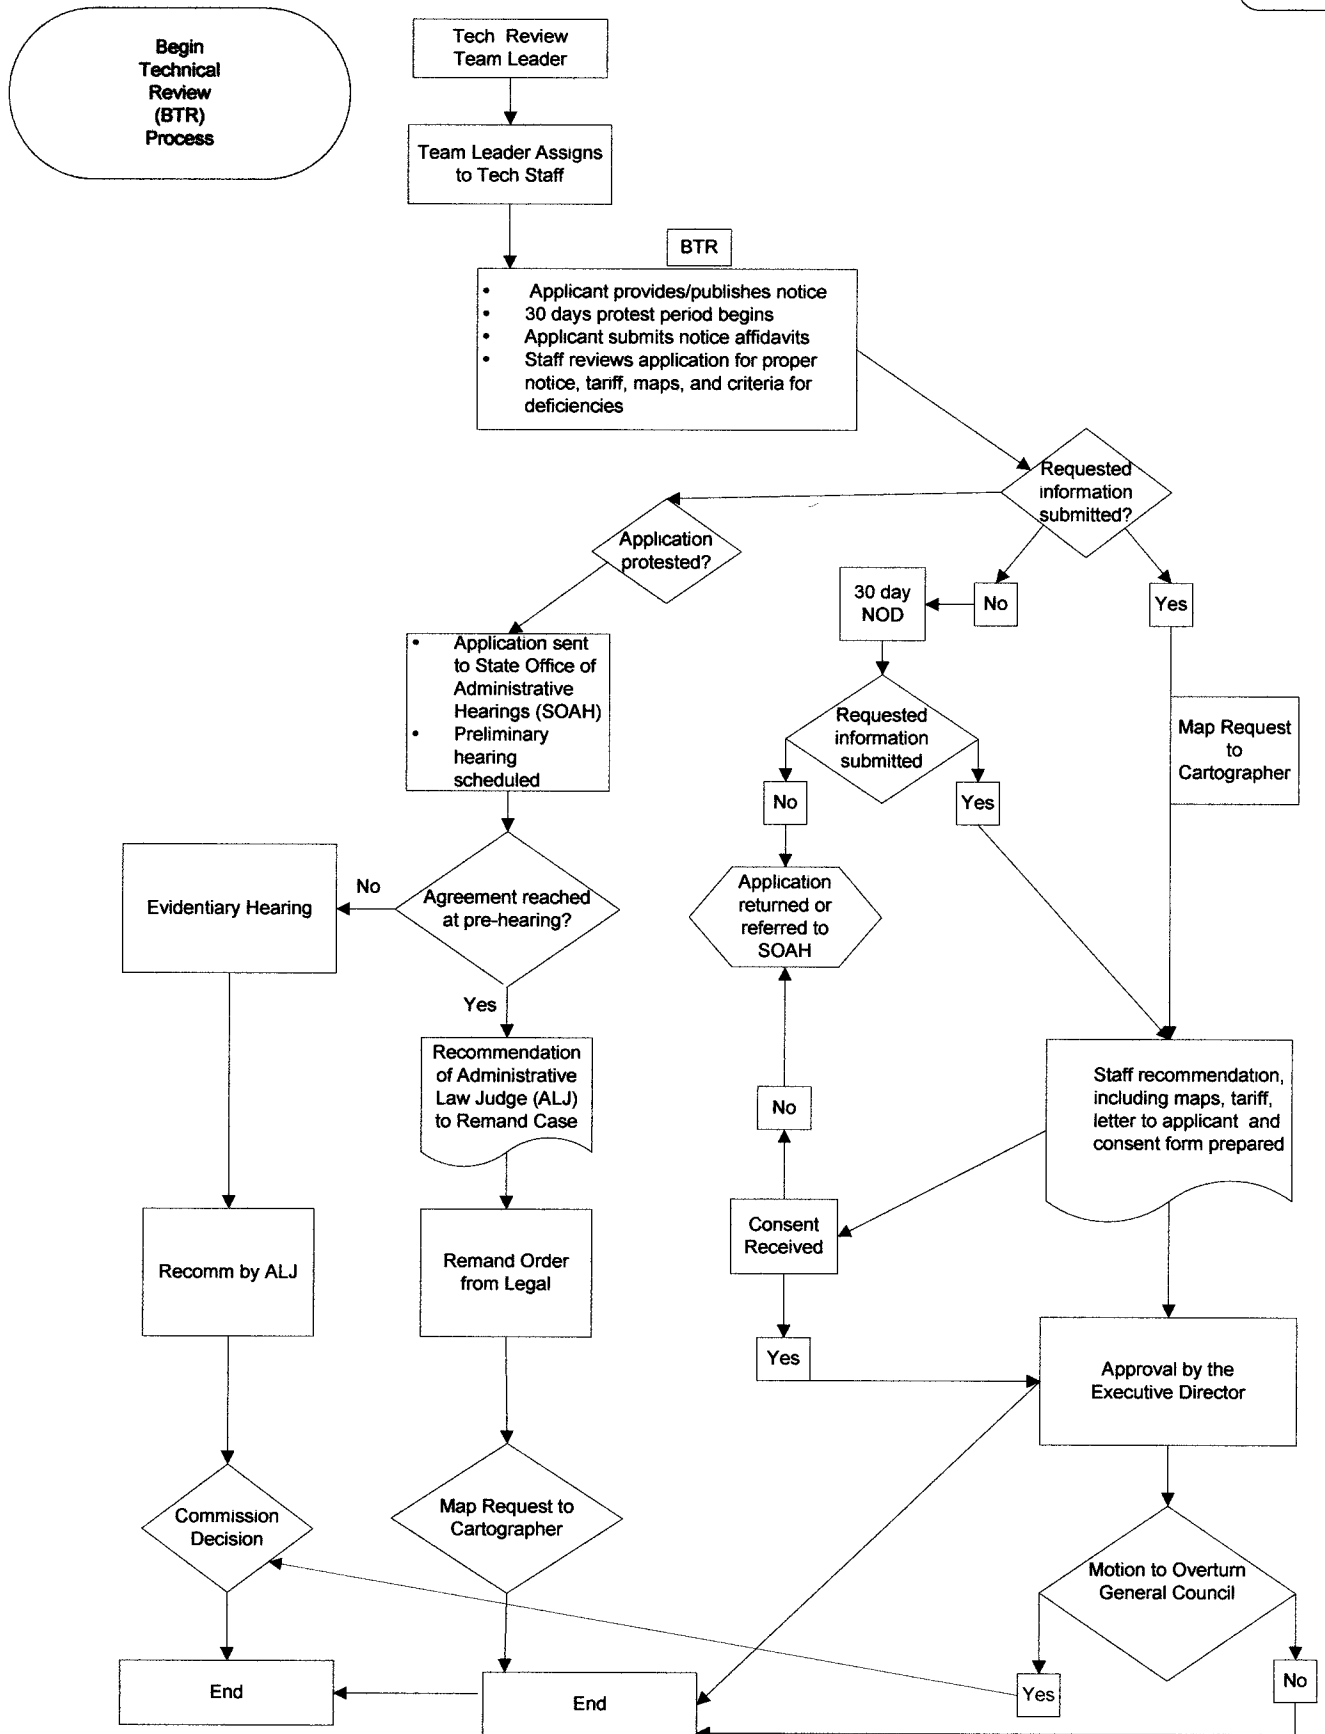 Begin
Technical
Review
(BTR)
Process
Tech Review
Team Leader
Team Leader Assigns
to Tech Staff
BTR
• Applicant provides/publishes notice
• 30 days protest period begins
• Applicant submits notice affidavits
• Staff reviews application for proper
notice, tariff, maps, and criteria for
deficiencies
Requested
information
submitted?
Application
protested?
30 day
NOD
No
Yes
• Application sent
to State Office of
Administrative
Hearings (SOAH)
• Preliminary
hearing
scheduled
Requested
information
submitted
Map Request
to
Cartographer
No
Yes
Evidentiary Hearing
No
Agreement reached
at pre-hearing?
Application
returned or
referred to
SOAH
Yes
Recommendation
of Administrative
Law Judge (ALJ)
to Remand Case
No
Staff recommendation,
including maps, tariff,
letter to applicant and
consent form prepared
Consent
Received
Recomm by ALJ
Remand Order
from Legal
Yes
Approval by the
Executive Director
Commission
Decision
Map Request to
Cartographer
Motion to Overturn
General Council
End
End
Yes
No